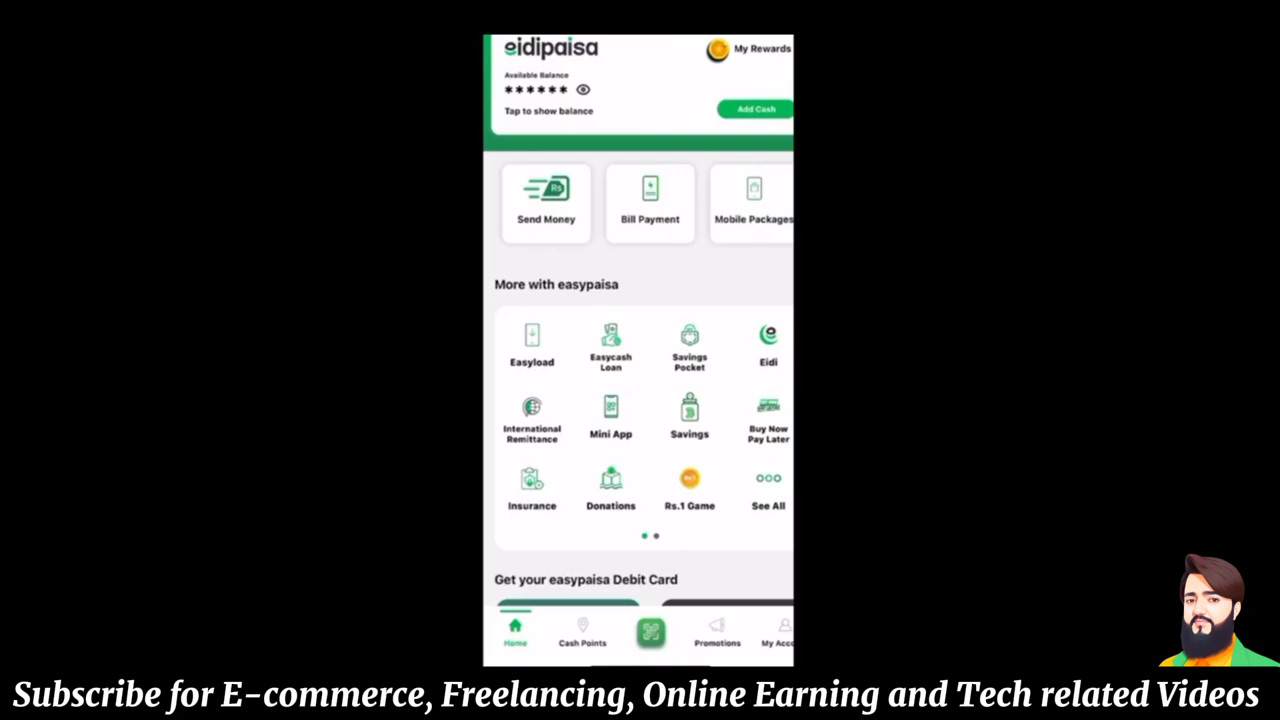 eidipaisa
My Rewards
Available Balance
******
Tap to show balance
Add Cash
Rs
Send Money
Bill Payment
Mobile Packages
More with easypaisa
Easyload
Easycash
Loan
Savings
Pocket
Eidi
International
Remittance
Mini App
Savings
Buy Now
Pay Later
Insurance
Donations
Rs.1 Game
See All
Get your easypaisa Debit Card
Home
Cash Points
Promotions
My Acco
Subscribe for E-commerce, Freelancing, Online Earning and Tech related Videos